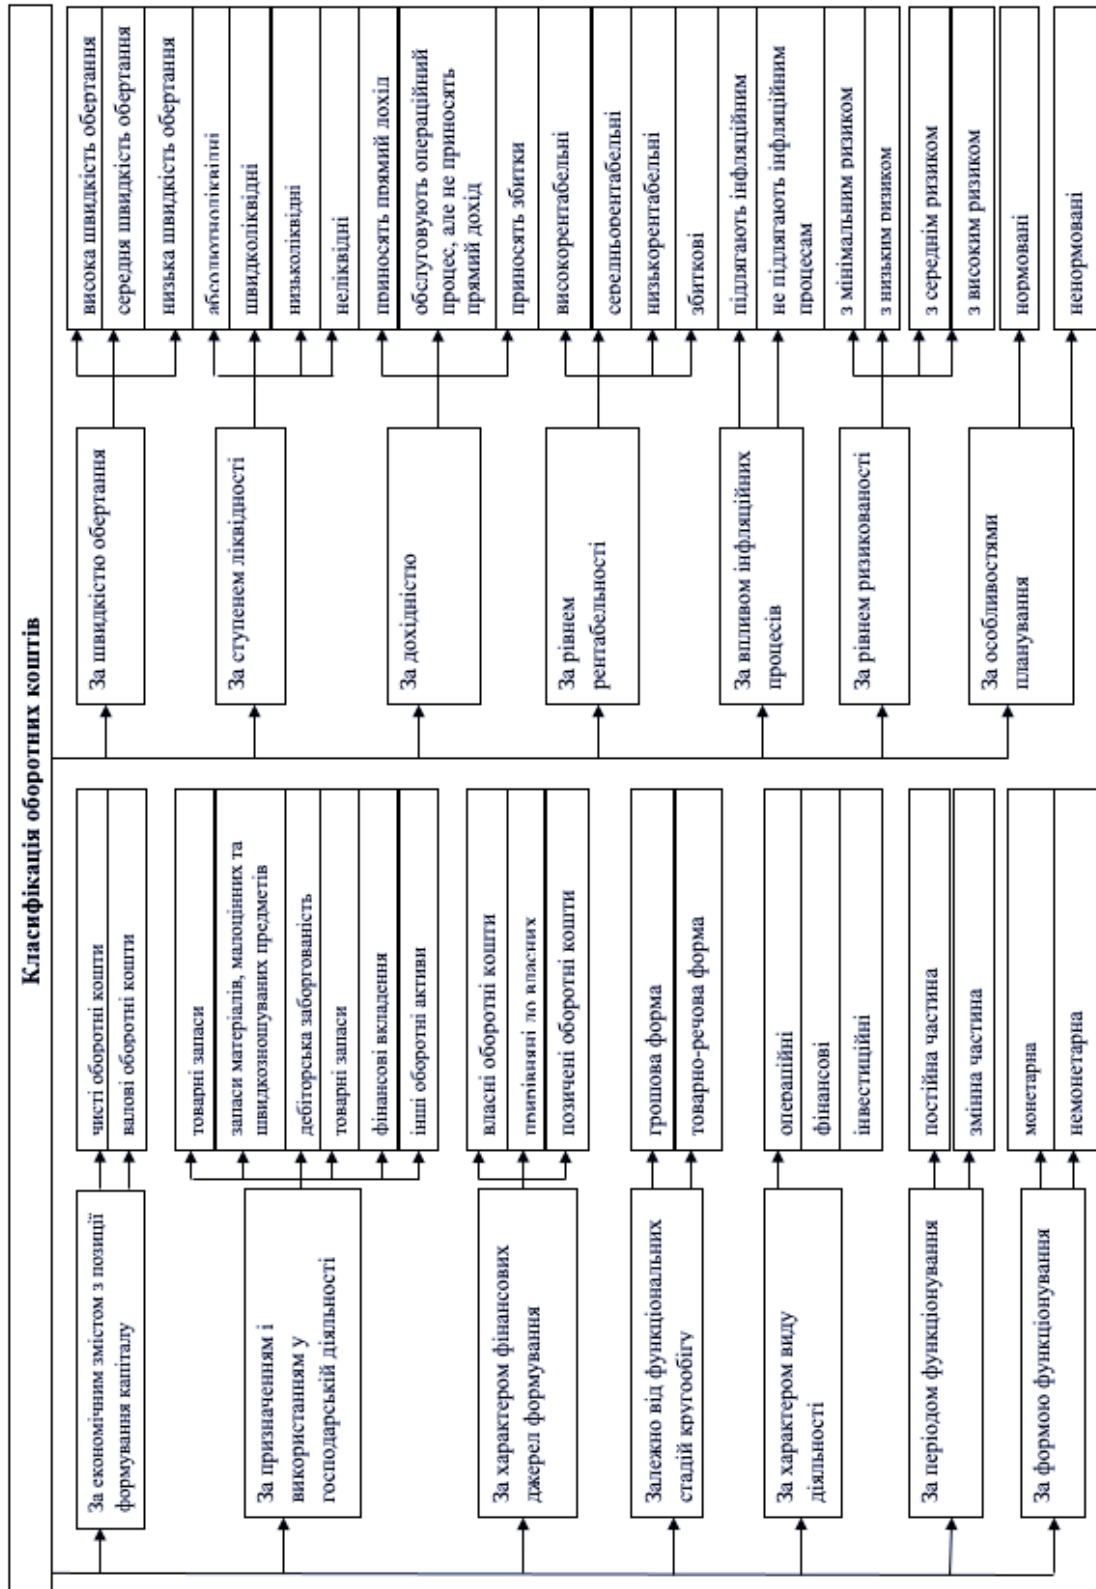 Класифікація оборотних коштів
За економічним змістом з позиції
формування капіталу
чисті оборотні кошти
валові оборотні кошти
За призначенням і
використанням у
господарській діяльності
товарні запаси
запаси матеріалів, малоцінних та
швидкозношуваних предметів
дебіторська заборгованість
товарні запаси
фінансові вкладення
інші оборотні активи
За характером фінансових
джерел формування
власні оборотні кошти
прирівняні до власних
позичені оборотні кошти
Залежно від функціональних
стадій кругообігу
грошова форма
товарно-речова форма
За характером виду
діяльності
операційні
фінансові
інвестиційні
За періодом функціонування
постійна частина
змінна частина
За формою функціонування
монетарна
немонетарна
За швидкістю обертання
висока швидкість обертання
середня швидкість обертання
низька швидкість обертання
За ступенем ліквідності
абсолютноліквідні
швидколіквідні
низьколіквідні
неліквідні
За дохідністю
приносять прямий дохід
обслуговують операційний
процес, але не приносять
прямий дохід
приносять збитки
За рівнем
рентабельності
високорентабельні
середньорентабельні
низькорентабельні
збиткові
За впливом інфляційних
процесів
підлягають інфляційним
не підлягають інфляційним
процесам
За рівнем ризикованості
з мінімальним ризиком
з низьким ризиком
з середнім ризиком
з високим ризиком
За особливостями
планування
нормовані
ненормовані